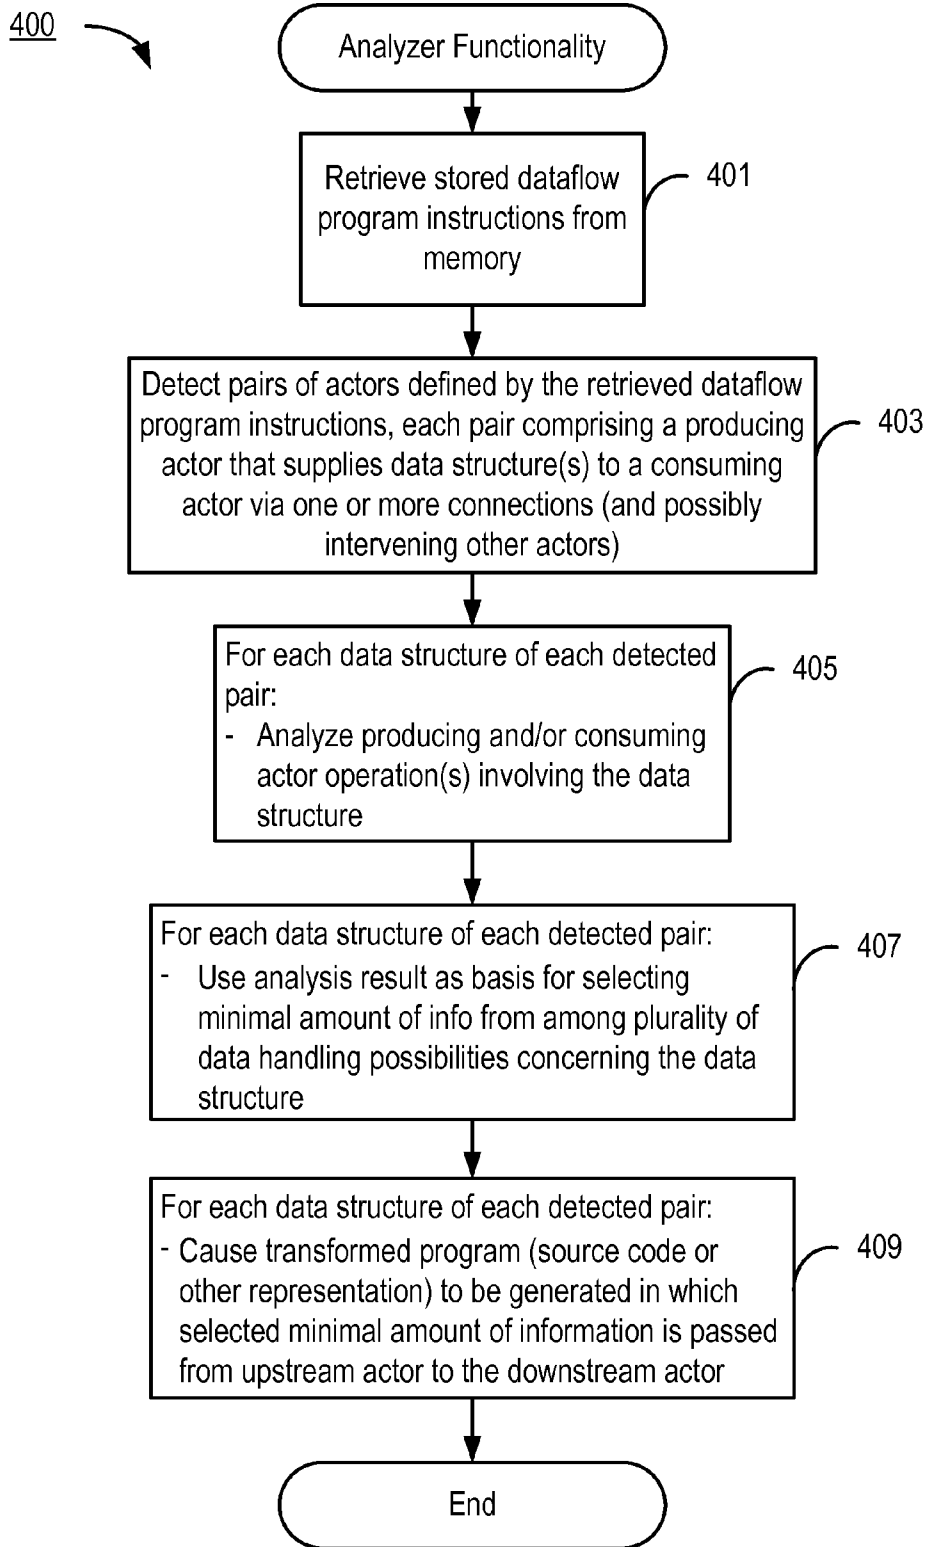 400
Analyzer Functionality
Retrieve stored dataflow
program instructions from
memory
401
Detect pairs of actors defined by the retrieved dataflow
program instructions, each pair comprising a producing
actor that supplies data structure(s) to a consuming
actor via one or more connections (and possibly
intervening other actors)
403
For each data structure of each detected
pair:
- Analyze producing and/or consuming
actor operation(s) involving the data
structure
405
For each data structure of each detected pair:
- Use analysis result as basis for selecting
minimal amount of info from among plurality of
data handling possibilities concerning the data
structure
407
For each data structure of each detected pair:
- Cause transformed program (source code or
other representation) to be generated in which
selected minimal amount of information is passed
from upstream actor to the downstream actor
409
End